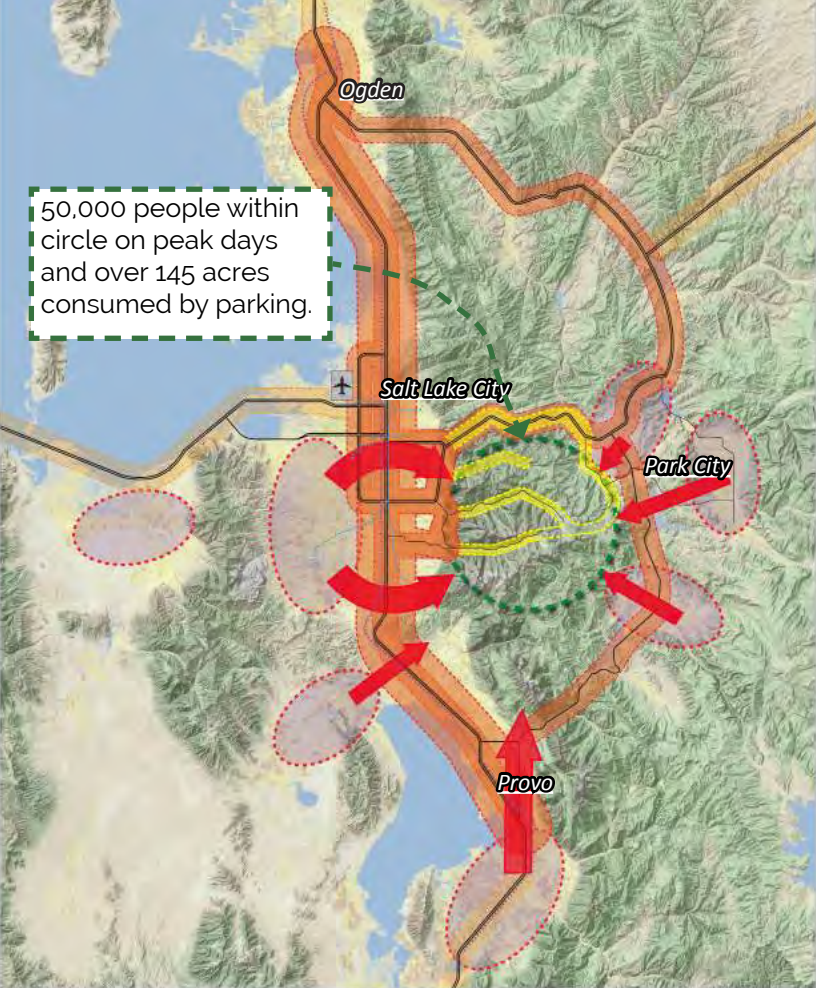 Ogden
50,000 people within
circle on peak days
and over 145 acres
consumed by parking.
Salt Lake City
Park City
Provo